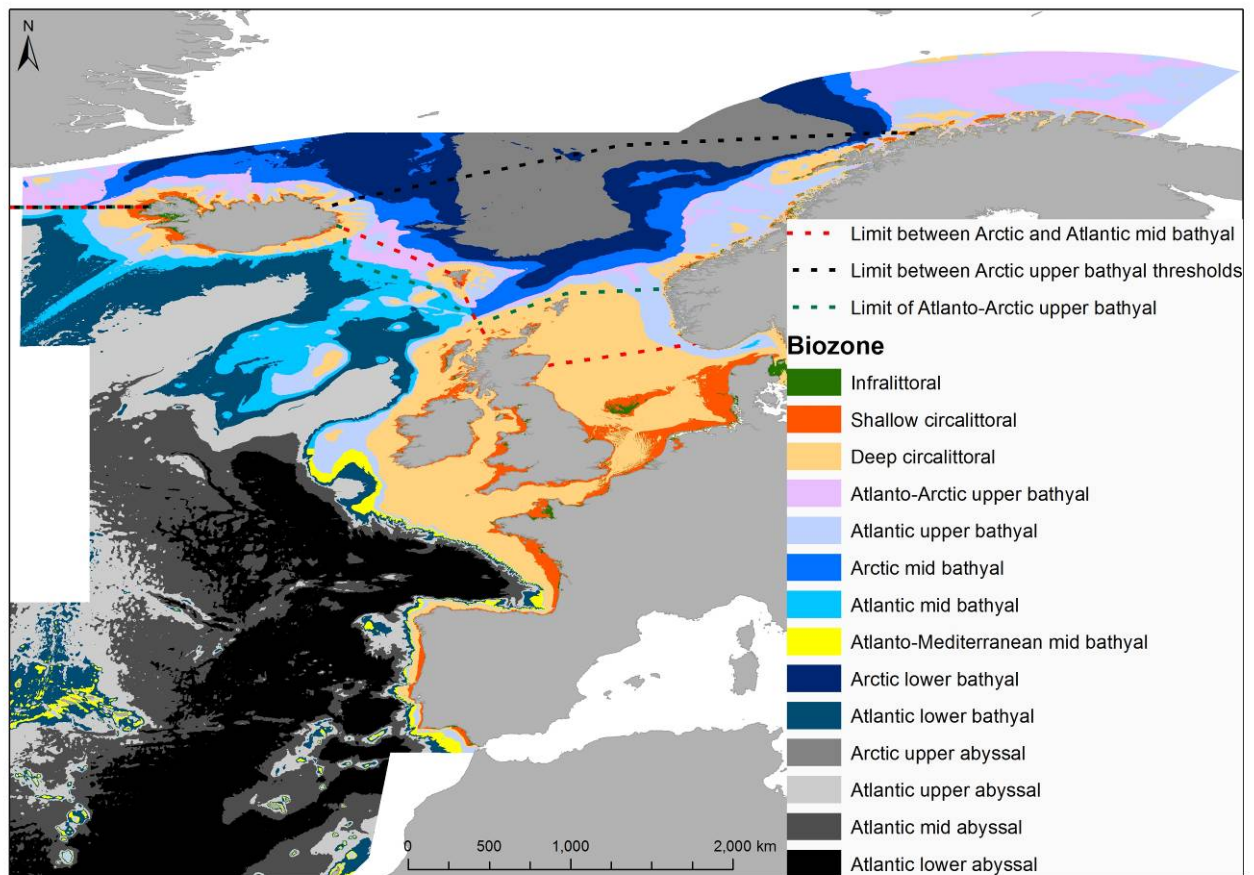 N
Limit between Arctic and Atlantic mid bathyal
Limit between Arctic upper bathyal thresholds
Limit of Atlanto-Arctic upper bathyal
Biozone
Infralittoral
Shallow circalittoral
Deep circalittoral
Atlanto-Arctic upper bathyal
Atlantic upper bathyal
Arctic mid bathyal
Atlantic mid bathyal
Atlanto-Mediterranean mid bathyal
Arctic lower bathyal
Atlantic lower bathyal
Arctic upper abyssal
Atlantic upper abyssal
Atlantic mid abyssal
Atlantic lower abyssal
0 500 1,000 2,000 km